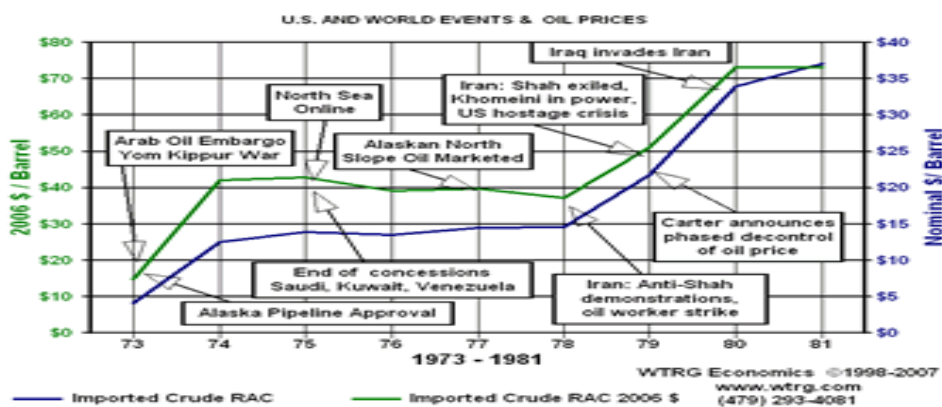 U.S. AND WORLD EVENTS & OIL PRICES
$80
$70
$60
$50
$40
$30
$20
$10
$0
2006 $ / Barrel
$40
$35
$30
$25
$20
$15
$10
$5
$0
Nominal $/ Barrel
Iraq invades Iran
Iran: Shah exiled,
Khomeini in power,
US hostage crisis
North Sea
Online
Arab Oil Embargo
Yom Kippur War
Alaskan North
Slope Oil Marketed
Carter announces
phased decontrol
of oil price
End of concessions
Saudi, Kuwait, Venezuela
Iran: Anti-Shah
demonstrations,
oil worker strike
Alaska Pipeline Approval
73 74 75 76 77 78 79 80 81
1973 - 1981
WTRG Economics ©1998-2007
www.wtrg.com
(479) 293-4081
Imported Crude RAC
Imported Crude RAC 2006 $